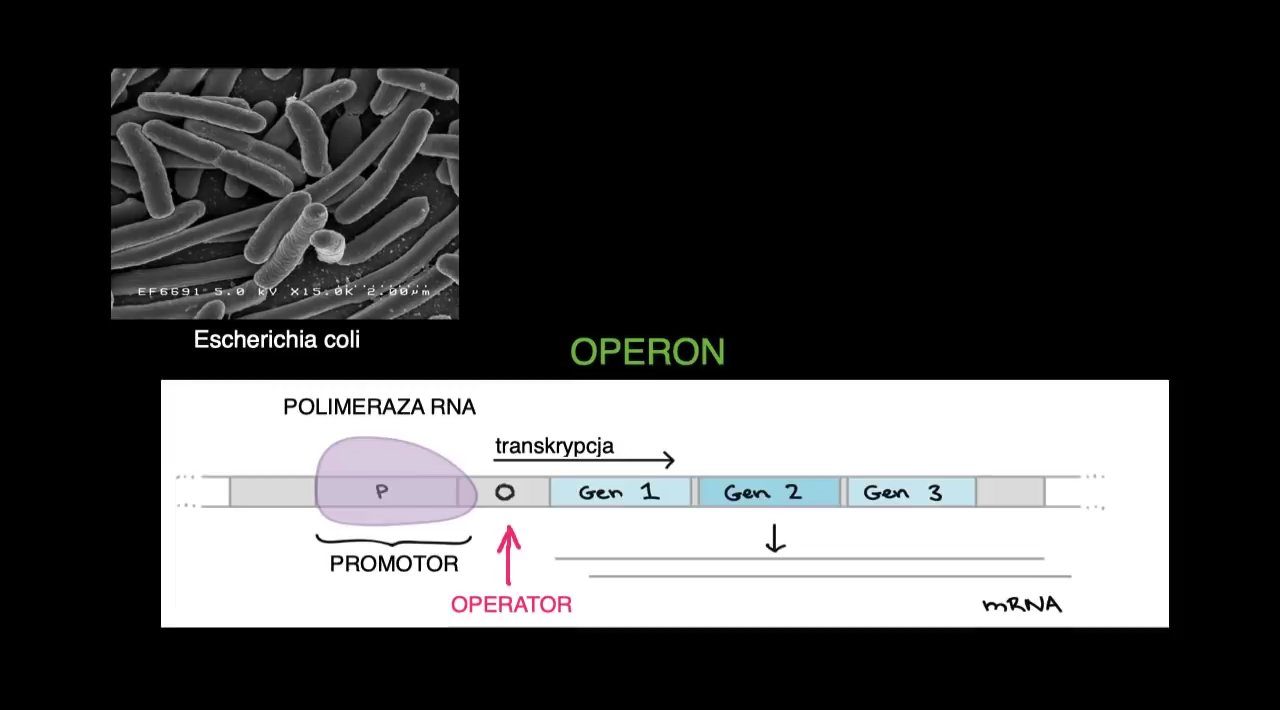 EF6691 5.0 kV X15.0K 2.00µm
Escherichia coli
OPERON
POLIMERAZA RNA
transkrypcja
P
O
Gen 1
Gen 2
Gen 3
PROMOTOR
OPERATOR
mRNA